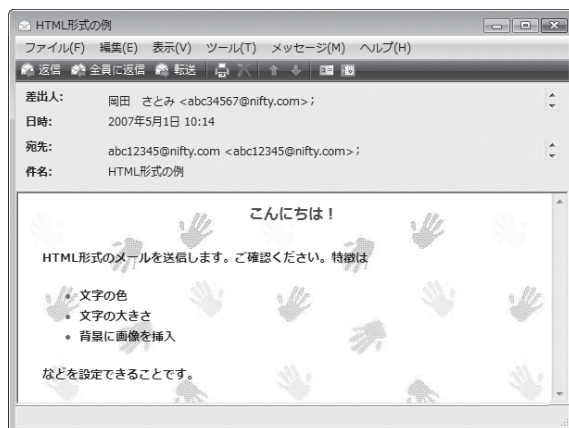 HTML形式の例
ファイル(F) 編集(E) 表示(V) ツール(T) メッセージ(M) ヘルプ(H)
返信 全員に返信 転送
差出人: 岡田 さとみ <abc34567@nifty.com>;
日時: 2007年5月1日 10:14
宛先: abc12345@nifty.com <abc12345@nifty.com>;
件名: HTML形式の例
こんにちは！
HTML形式のメールを送信します。ご確認ください。特徴は
• 文字の色
• 文字の大きさ
• 背景に画像を挿入
などを設定できることです。